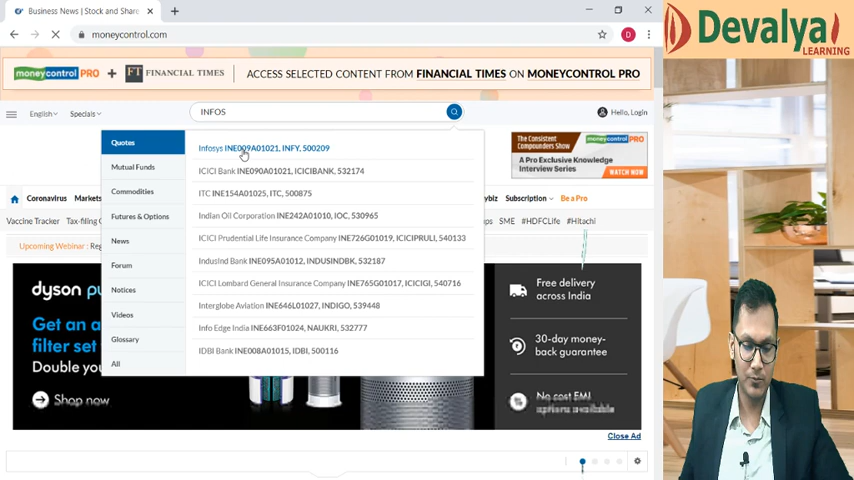 Business News | Stock and Share
moneycontrol.com
D
moneycontrol PRO + FT FINANCIAL TIMES ACCESS SELECTED CONTENT FROM FINANCIAL TIMES ON MONEYCONTROL PRO
English Specials INFOS Hello, Login
Quotes
Mutual Funds
Commodities
Futures & Options
News
Forum
Notices
Videos
Glossary
All
Infosys INE009A01021, INFY, 500209
ICICI Bank INE090A01021, ICICIBANK, 532174
ITC INE154A01025, ITC, 500875
Indian Oil Corporation INE242A01010, IOC, 530965
ICICI Prudential Life Insurance Company INE726G01019, ICICIPRULI, 540133
IndusInd Bank INE095A01012, INDUSINDBK, 532187
ICICI Lombard General Insurance Company INE765G01017, ICICIGI, 540716
Interglobe Aviation INE646L01027, INDIGO, 539448
Info Edge India INE663F01024, NAUKRI, 532777
IDBI Bank INE008A01015, IDBI, 500116
The Consistent
Compounders Show
moneycontrol PRO
A Pro Exclusive Knowledge
Interview Series
WATCH NOW
Coronavirus Markets
ybiz Subscription Be a Pro
Vaccine Tracker Tax-filing
ups SME #HDFCLife #Hitachi
Upcoming Webinar: Reg
dyson pu
Get an a
filter set
Double you
Shop now
Free delivery
across India
30-day money-
back guarantee
No cost EMI
options available
Close Ad
Devalya
LEARNING